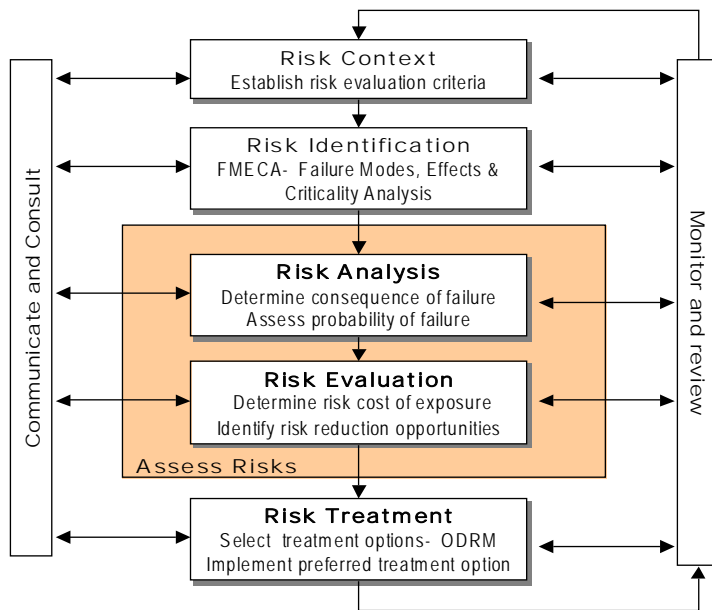 Risk Context
Establish risk evaluation criteria
Risk Identification
FMECA- Failure Modes, Effects &
Criticality Analysis
Risk Analysis
Determine consequence of failure
Assess probability of failure
Risk Evaluation
Determine risk cost of exposure
Identify risk reduction opportunities
Assess Risks
Risk Treatment
Select treatment options- ODRM
Implement preferred treatment option
Communicate and Consult
Monitor and review